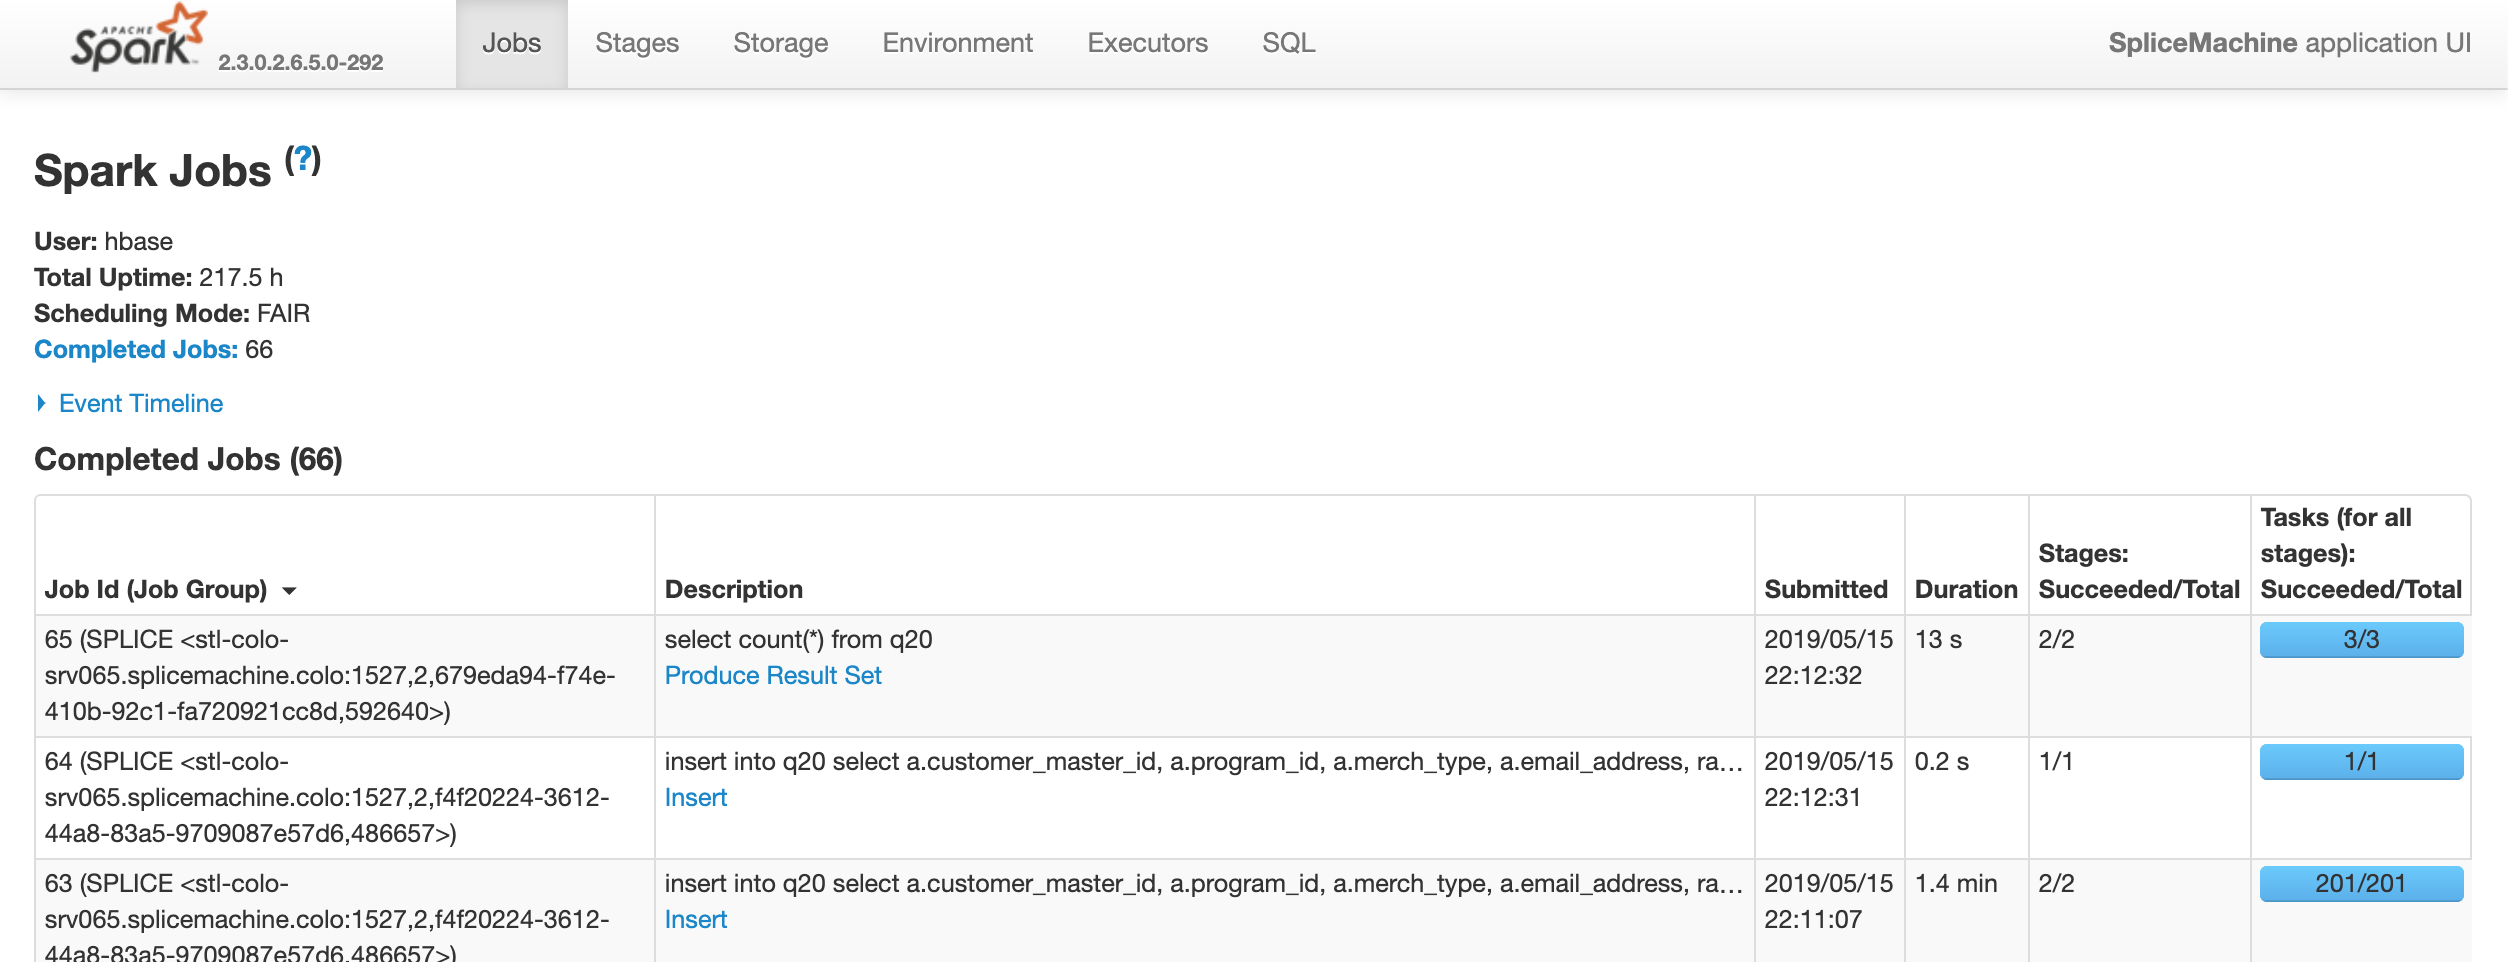 APACHE
Spark™ 2.3.0.2.6.5.0-292
Jobs Stages Storage Environment Executors SQL
SpliceMachine application UI
Spark Jobs (?)
User: hbase
Total Uptime: 217.5 h
Scheduling Mode: FAIR
Completed Jobs: 66
Event Timeline
Completed Jobs (66)
Job Id (Job Group)
Description
Submitted
Duration
Stages:
Succeeded/Total
Tasks (for all
stages):
Succeeded/Total
65 (SPLICE <stl-colo-
srv065.splicemachine.colo:1527,2,679eda94-f74e-
410b-92c1-fa720921cc8d,592640>)
select count(*) from q20
Produce Result Set
2019/05/15
22:12:32
13 s
2/2
3/3
64 (SPLICE <stl-colo-
srv065.splicemachine.colo:1527,2,f4f20224-3612-
44a8-83a5-9709087e57d6,486657>)
insert into q20 select a.customer_master_id, a.program_id, a.merch_type, a.email_address, ra...
Insert
2019/05/15
22:12:31
0.2 s
1/1
1/1
63 (SPLICE <stl-colo-
srv065.splicemachine.colo:1527,2,f4f20224-3612-
44a8-83a5-9709087e57d6,486657>)
insert into q20 select a.customer_master_id, a.program_id, a.merch_type, a.email_address, ra...
Insert
2019/05/15
22:11:07
1.4 min
2/2
201/201